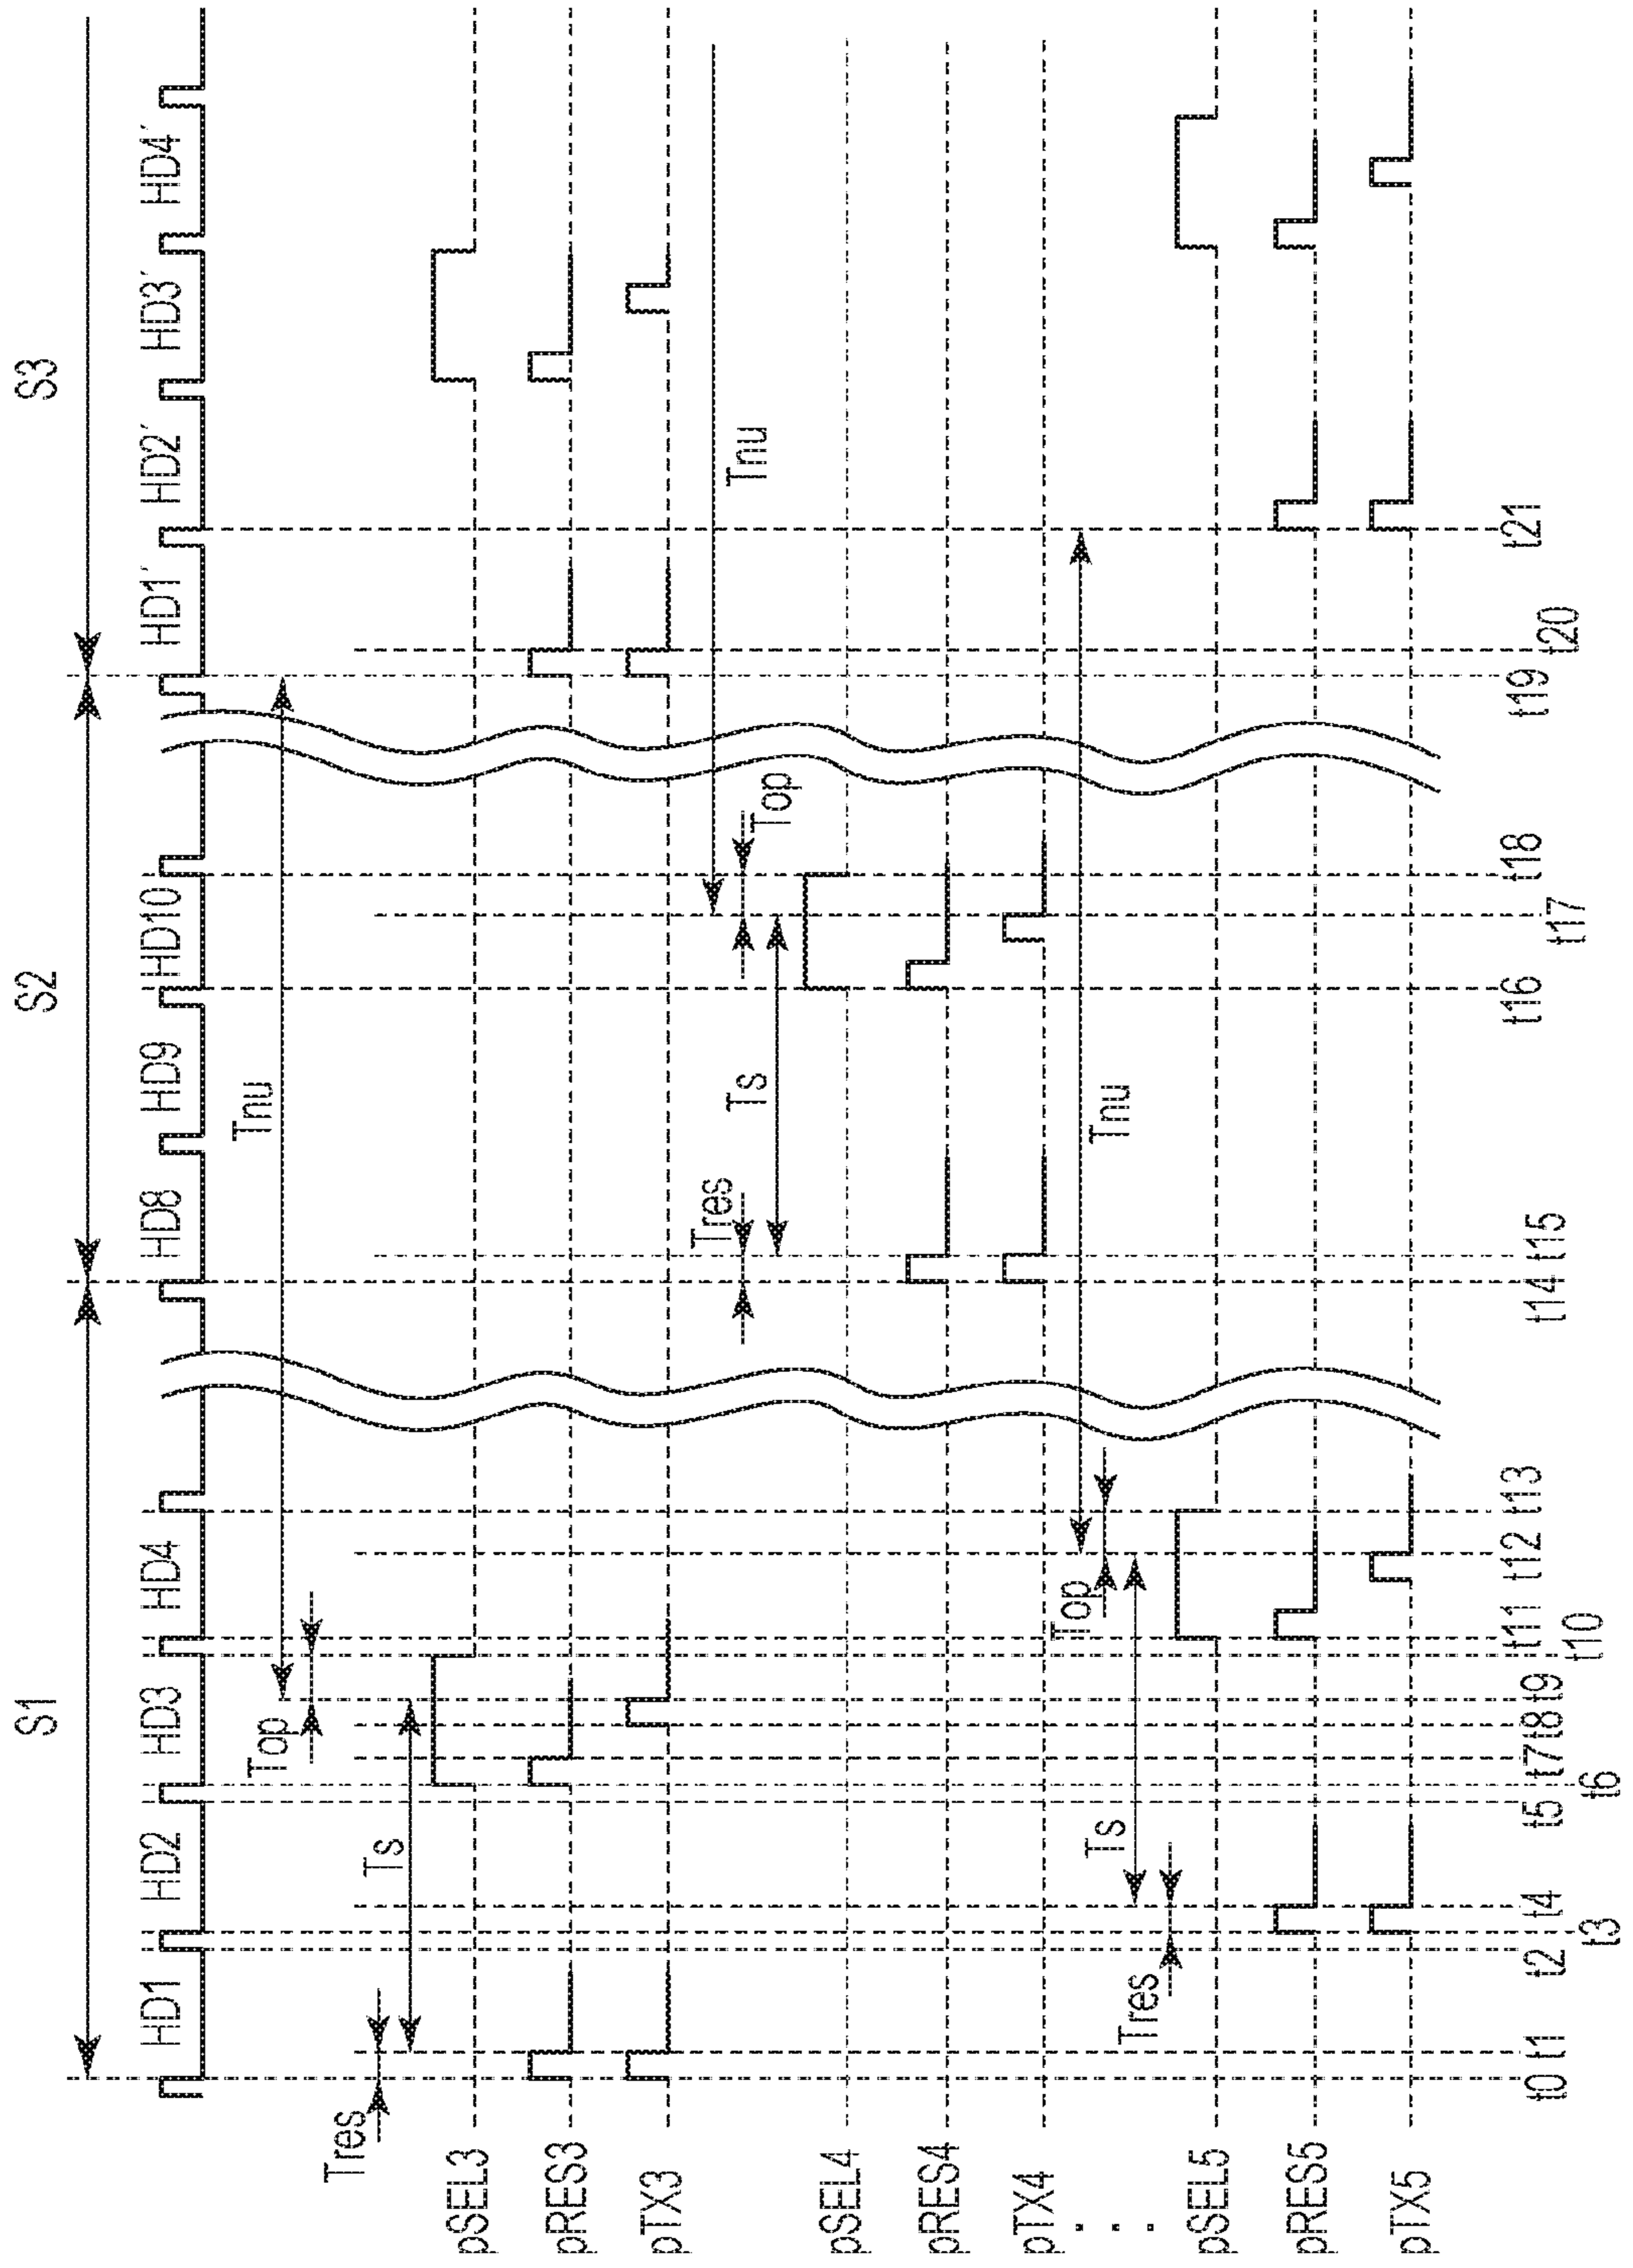 S1 S2 S3
HD1 HD2 HD3 HD4 HD8 HD9 HD10 HD1´ HD2´ HD3´ HD4´
Tnu
Top
Tres
Ts
pSEL3
pRES3
pTX3
Tnu
Tres Top
Ts
pSEL4
pRES4
pTX4
Tnu
Top
Ts
Tres
pSEL5
pRES5
pTX5
t0 t1 t2 t4 t5 t7 t8 t9 t11 t12 t13 t14 t15 t16 t18 t19 t21
t3 t6 t10 t17 t20